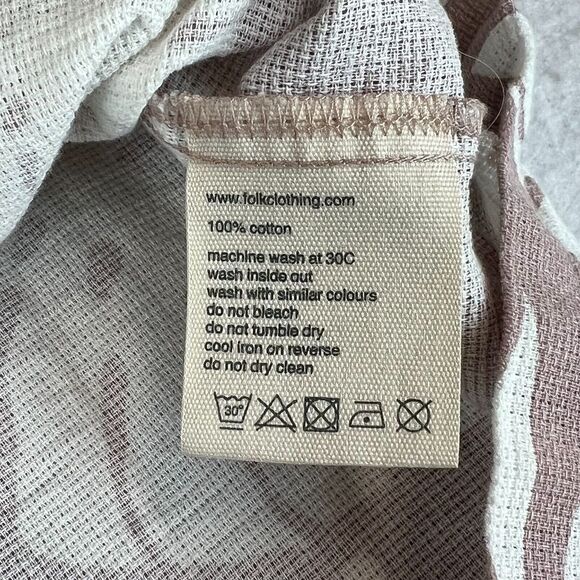 www.folkclothing.com
100% cotton
machine wash at 30C
wash inside out
wash with similar colours
do not bleach
do not tumble dry
cool iron on reverse
do not dry clean
30°